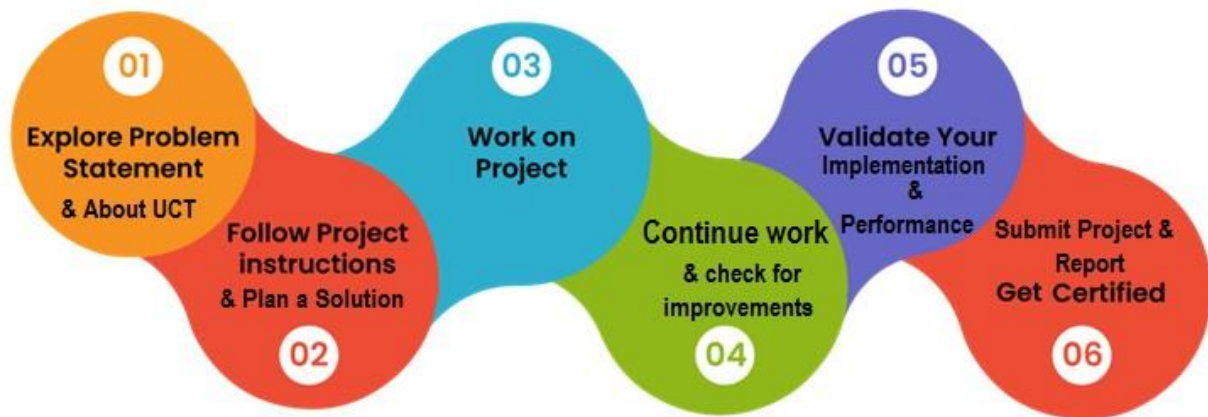 01
Explore Problem
Statement
& About UCT
Follow Project
instructions
& Plan a Solution
02
03
Work on
Project
Continue work
& check for
improvements
04
05
Validate Your
Implementation
&
Performance
Submit Project &
Report
Get Certified
06